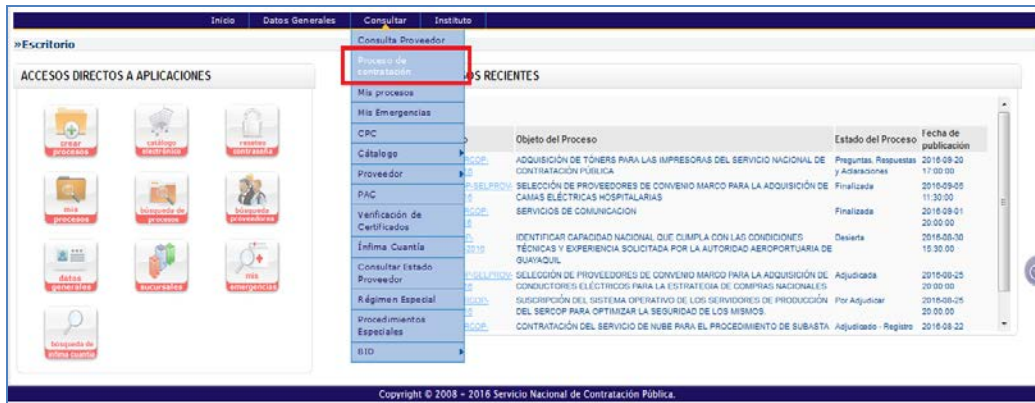 Inicio Datos Generales Consultar Instituto
»Escritorio
ACCESOS DIRECTOS A APLICACIONES
crear
procesos
catálogo
electrónico
reseteo
contraseña
mis
procesos
búsqueda de
procesos
búsqueda
proveedores
datos
generales
sucursales
mis
emergencias
búsqueda de
ínfima cuantía
Consulta Proveedor
Proceso de
contratación
Mis procesos
Mis Emergencias
CPC
Cátalogo
Proveedor
PAC
Verificación de
Certificados
Ínfima Cuantía
Consultar Estado
Proveedor
Régimen Especial
Procedimientos
Especiales
BID
OS RECIENTES
Objeto del Proceso Estado del Proceso Fecha de
publicación
ADQUISICIÓN DE TÓNERS PARA LAS IMPRESORAS DEL SERVICIO NACIONAL DE Preguntas, Respuestas 2016-09-20
CONTRATACIÓN PÚBLICA y Aclaraciones 17:00:00
SELECCIÓN DE PROVEEDORES DE CONVENIO MARCO PARA LA ADQUISICIÓN DE Finalizada 2016-09-05
CAMAS ELÉCTRICAS HOSPITALARIAS 11:30:00
SERVICIOS DE COMUNICACION Finalizada 2016-09-01
20:00:00
IDENTIFICAR CAPACIDAD NACIONAL QUE CUMPLA CON LAS CONDICIONES Desierta 2016-08-30
TÉCNICAS Y EXPERIENCIA SOLICITADA POR LA AUTORIDAD AEROPORTUARIA DE 15:30:00
GUAYAQUIL
SELECCIÓN DE PROVEEDORES DE CONVENIO MARCO PARA LA ADQUISICIÓN DE Adjudicada 2016-08-25
CONDUCTORES ELÉCTRICOS PARA LA ESTRATEGIA DE COMPRAS NACIONALES 20:00:00
SUSCRIPCIÓN DEL SISTEMA OPERATIVO DE LOS SERVIDORES DE PRODUCCIÓN Por Adjudicar 2016-08-25
DEL SERCOP PARA OPTIMIZAR LA SEGURIDAD DE LOS MISMOS. 20:00:00
CONTRATACIÓN DEL SERVICIO DE NUBE PARA EL PROCEDIMIENTO DE SUBASTA Adjudicado - Registro 2016-08-22
Copyright © 2008 - 2016 Servicio Nacional de Contratación Pública.